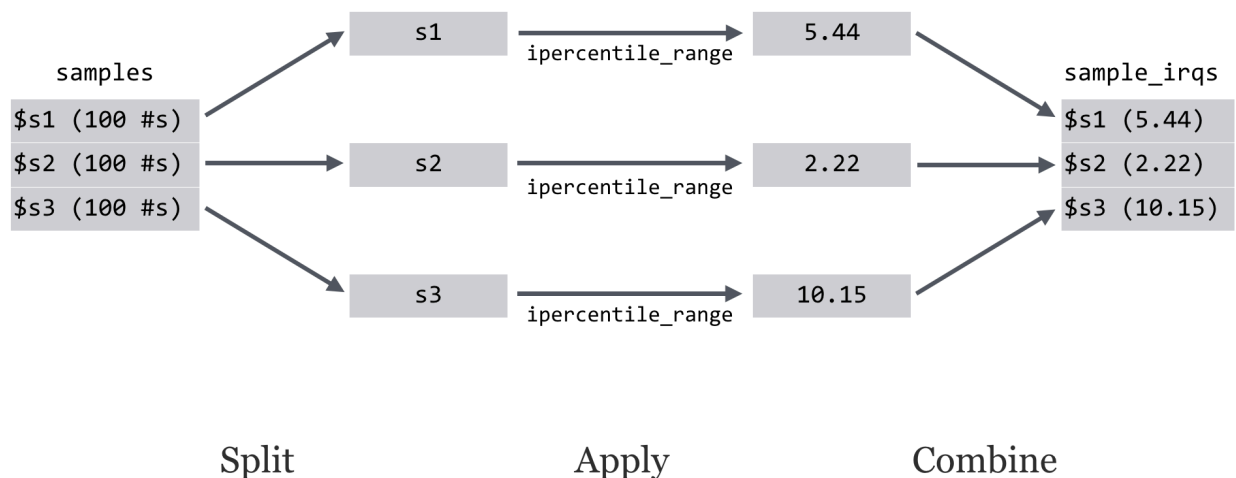 samples
$s1 (100 #s)
$s2 (100 #s)
$s3 (100 #s)
s1
s2
s3
ipercentile_range
ipercentile_range
ipercentile_range
5.44
2.22
10.15
sample_irqs
$s1 (5.44)
$s2 (2.22)
$s3 (10.15)
Split
Apply
Combine